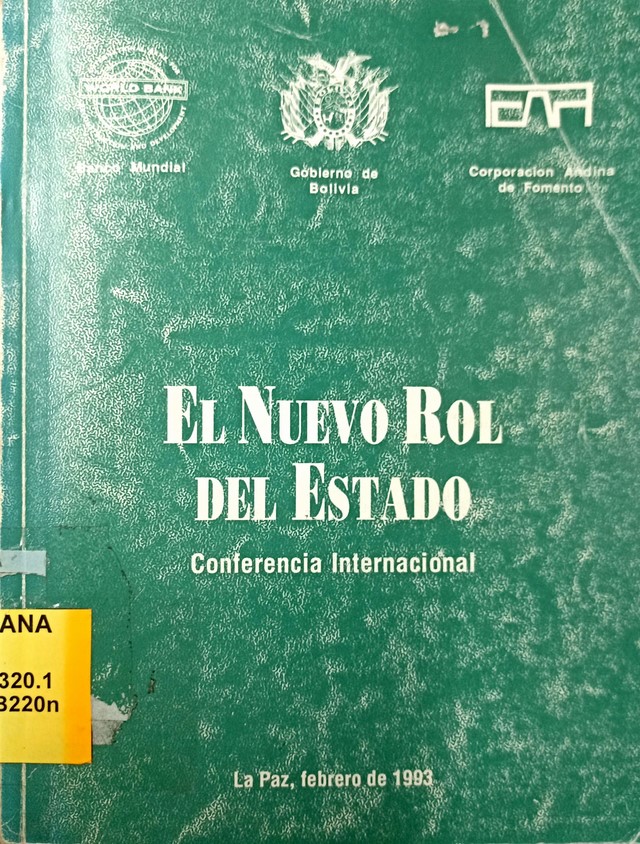 WORLD BANK
Banco Mundial
Gobierno de
Bolivia
CAF
Corporacion Andina
de Fomento
EL NUEVO ROL
DEL ESTADO
Conferencia Internacional
ANA
320.1
3220n
La Paz, febrero de 1993